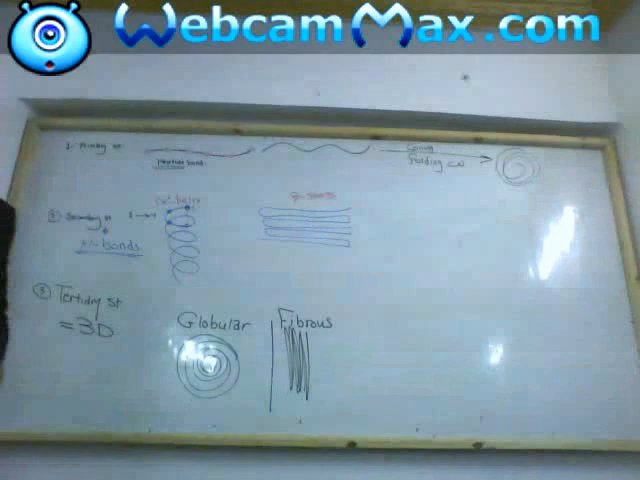 WebcamMax.com
1- Primary st
Peptide bond
Coiling
Folding
α-helix
β-sheets
② Secondary st
H-bonds
③ Tertiary st
= 3D
Globular
Fibrous